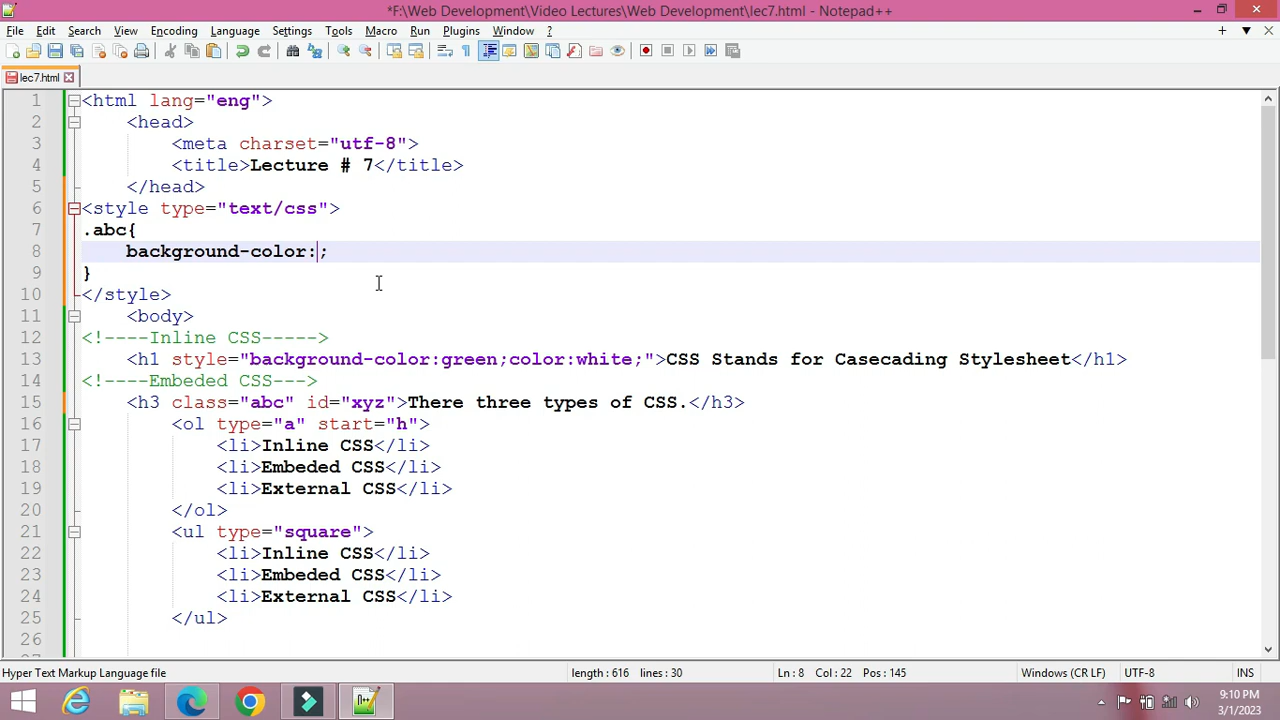 *F:\Web Development\Video Lectures\Web Development\lec7.html - Notepad++
File Edit Search View Encoding Language Settings Tools Macro Run Plugins Window ?
lec7.html
1 <html lang="eng">
2 <head>
3 <meta charset="utf-8">
4 <title>Lecture # 7</title>
5 </head>
6 <style type="text/css">
7 .abc{
8 background-color:;
9 }
10 </style>
11 <body>
12 <!----Inline CSS----->
13 <h1 style="background-color:green;color:white;">CSS Stands for Casecading Stylesheet</h1>
14 <!----Embeded CSS--->
15 <h3 class="abc" id="xyz">There three types of CSS.</h3>
16 <ol type="a" start="h">
17 <li>Inline CSS</li>
18 <li>Embeded CSS</li>
19 <li>External CSS</li>
20 </ol>
21 <ul type="square">
22 <li>Inline CSS</li>
23 <li>Embeded CSS</li>
24 <li>External CSS</li>
25 </ul>
26
Hyper Text Markup Language file length : 616 lines : 30 Ln : 8 Col : 22 Pos : 145 Windows (CR LF) UTF-8 INS
9:10 PM
3/1/2023